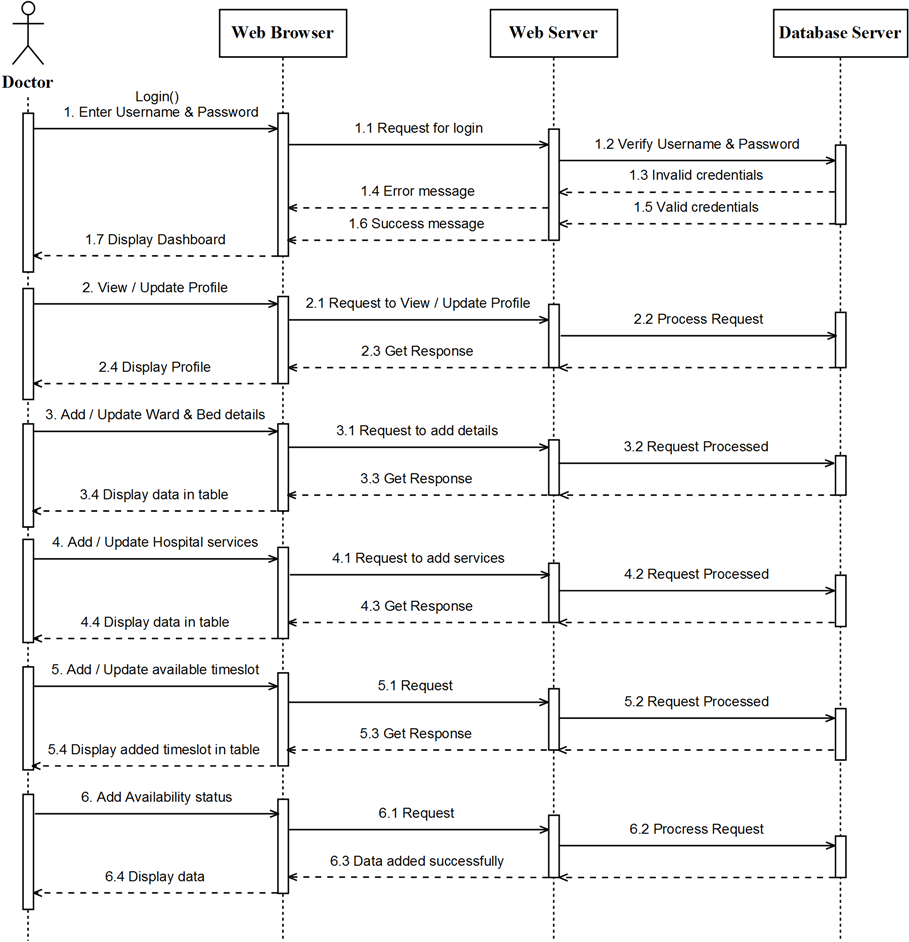 Web Browser
Web Server
Database Server
Doctor
Login()
1. Enter Username & Password
1.1 Request for login
1.2 Verify Username & Password
1.3 Invalid credentials
1.4 Error message
1.5 Valid credentials
1.6 Success message
1.7 Display Dashboard
2. View / Update Profile
2.1 Request to View / Update Profile
2.2 Process Request
2.3 Get Response
2.4 Display Profile
3. Add / Update Ward & Bed details
3.1 Request to add details
3.2 Request Processed
3.3 Get Response
3.4 Display data in table
4. Add / Update Hospital services
4.1 Request to add services
4.2 Request Processed
4.3 Get Response
4.4 Display data in table
5. Add / Update available timeslot
5.1 Request
5.2 Request Processed
5.3 Get Response
5.4 Display added timeslot in table
6. Add Availability status
6.1 Request
6.2 Procress Request
6.3 Data added successfully
6.4 Display data